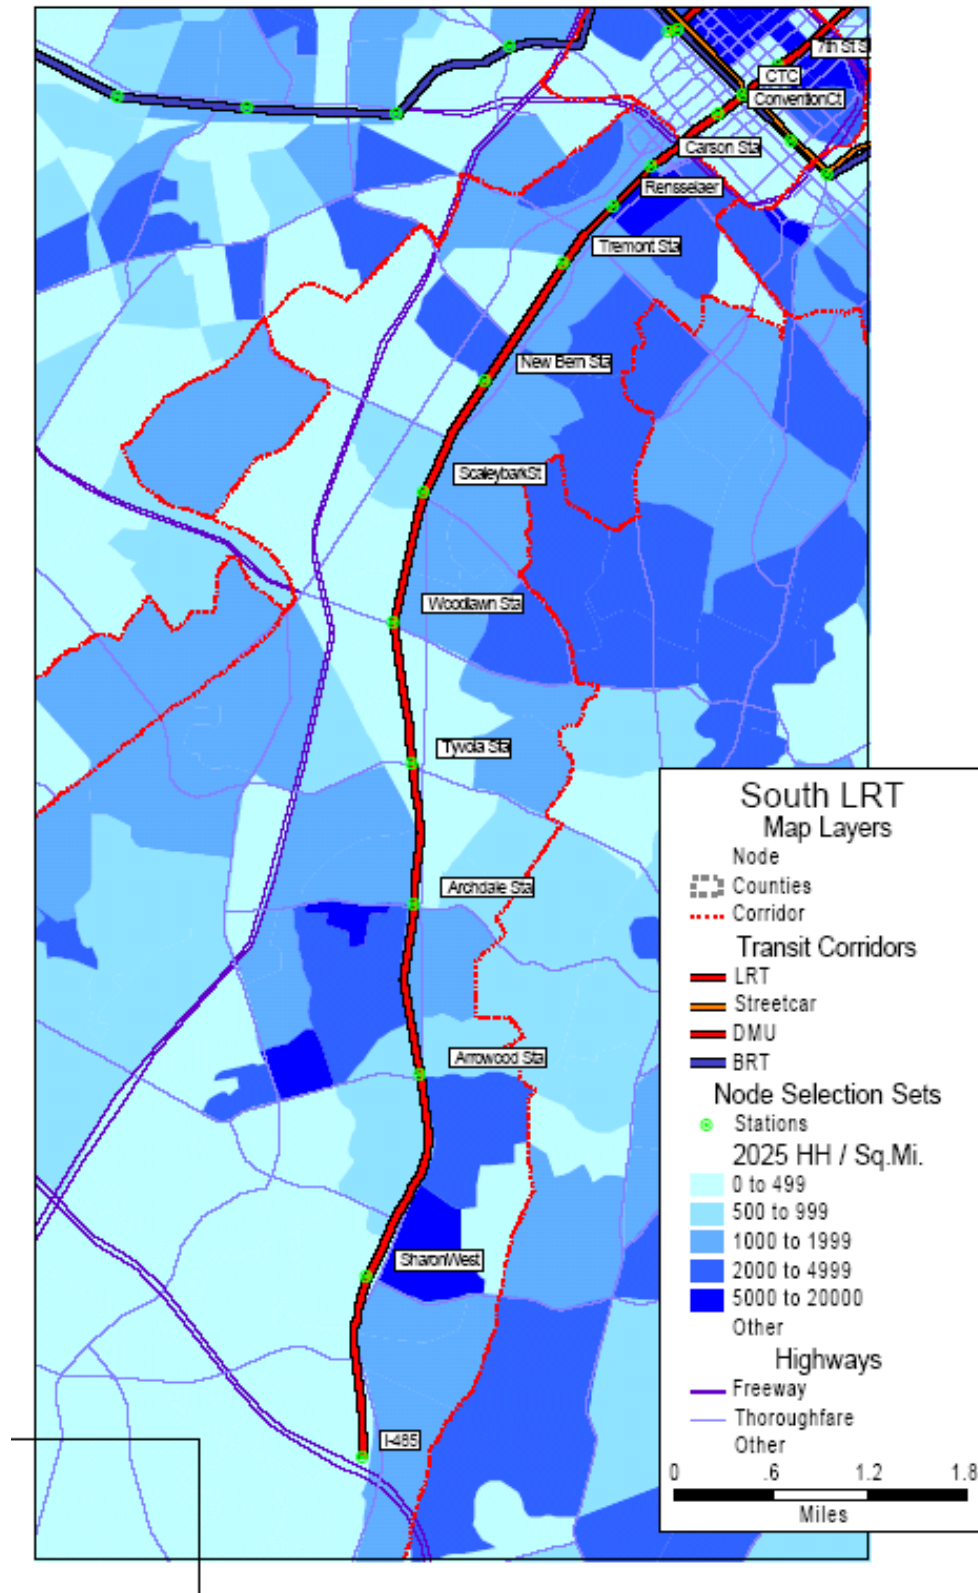 7th St S
CTC
ConventionCt
Carson Sta
Rensselaer
Tremont Sta
New Bern Sta
ScaleybarkSt
Woodlawn Sta
Tyvola Sta
Archdale Sta
Arrowood Sta
SharonWest
I-485
South LRT
Map Layers
Node
Counties
Corridor
Transit Corridors
LRT
Streetcar
DMU
BRT
Node Selection Sets
Stations
2025 HH / Sq.Mi.
0 to 499
500 to 999
1000 to 1999
2000 to 4999
5000 to 20000
Other
Highways
Freeway
Thoroughfare
Other
0 .6 1.2 1.8
Miles